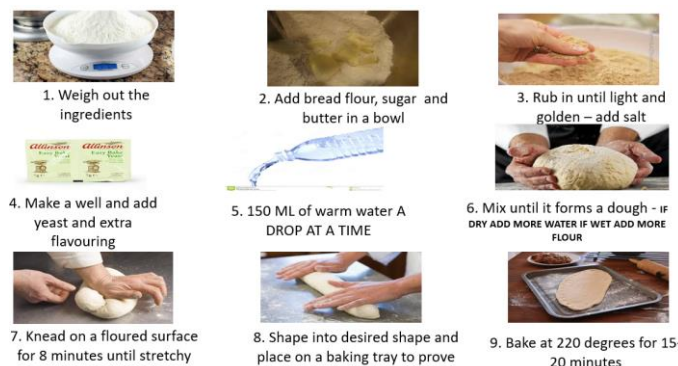 1. Weigh out the
ingredients
2. Add bread flour, sugar and
butter in a bowl
3. Rub in until light and
golden – add salt
Allinson
Allinson
4. Make a well and add
yeast and extra
flavouring
5. 150 ML of warm water A
DROP AT A TIME
6. Mix until it forms a dough - IF
DRY ADD MORE WATER IF WET ADD MORE
FLOUR
7. Knead on a floured surface
for 8 minutes until stretchy
8. Shape into desired shape and
place on a baking tray to prove
9. Bake at 220 degrees for 15-
20 minutes